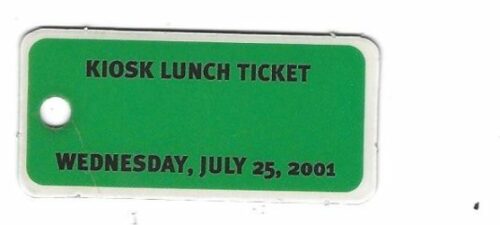 KIOSK LUNCH TICKET
WEDNESDAY, JULY 25, 2001